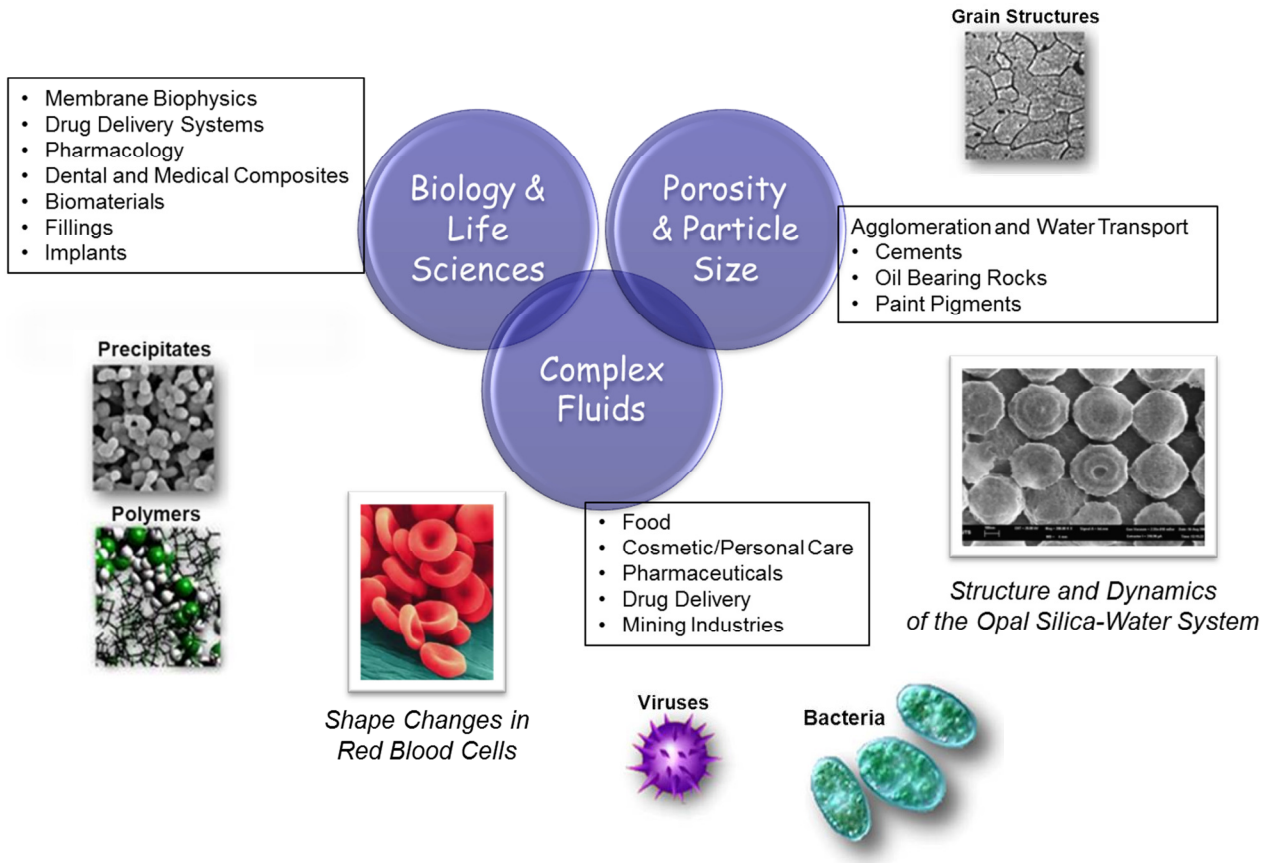 Grain Structures
• Membrane Biophysics
• Drug Delivery Systems
• Pharmacology
• Dental and Medical Composites
• Biomaterials
• Fillings
• Implants
Biology &
Life
Sciences
Porosity
& Particle
Size
Agglomeration and Water Transport
• Cements
• Oil Bearing Rocks
• Paint Pigments
Complex
Fluids
Precipitates
Polymers
• Food
• Cosmetic/Personal Care
• Pharmaceuticals
• Drug Delivery
• Mining Industries
Structure and Dynamics
of the Opal Silica-Water System
Shape Changes in
Red Blood Cells
Viruses
Bacteria